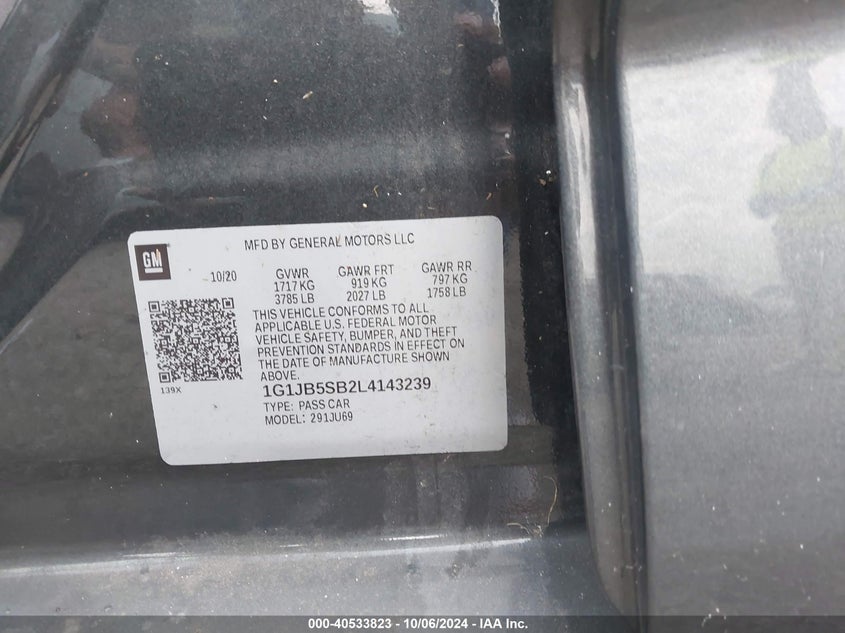 GM
MFD BY GENERAL MOTORS LLC
10/20 GVWR GAWR FRT GAWR RR
1717 KG 919 KG 797 KG
3785 LB 2027 LB 1758 LB
THIS VEHICLE CONFORMS TO ALL
APPLICABLE U.S. FEDERAL MOTOR
VEHICLE SAFETY, BUMPER, AND THEFT
PREVENTION STANDARDS IN EFFECT ON
THE DATE OF MANUFACTURE SHOWN
ABOVE.
139X
1G1JB5SB2L4143239
TYPE: PASS CAR
MODEL: 291JU69
000-40533823 - 10/06/2024 - IAA Inc.